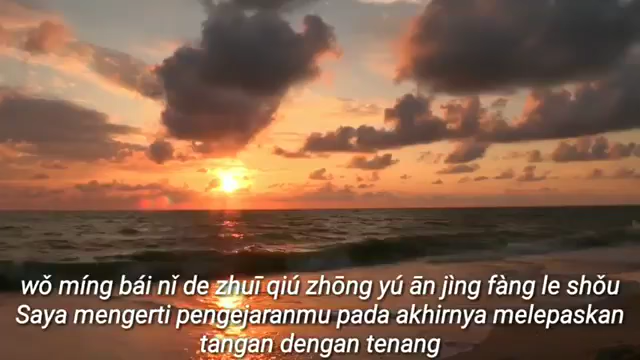 wǒ míng bái nǐ de zhuī qiú zhōng yú ān jìng fàng le shǒu
Saya mengerti pengejaranmu pada akhirnya melepaskan
tangan dengan tenang